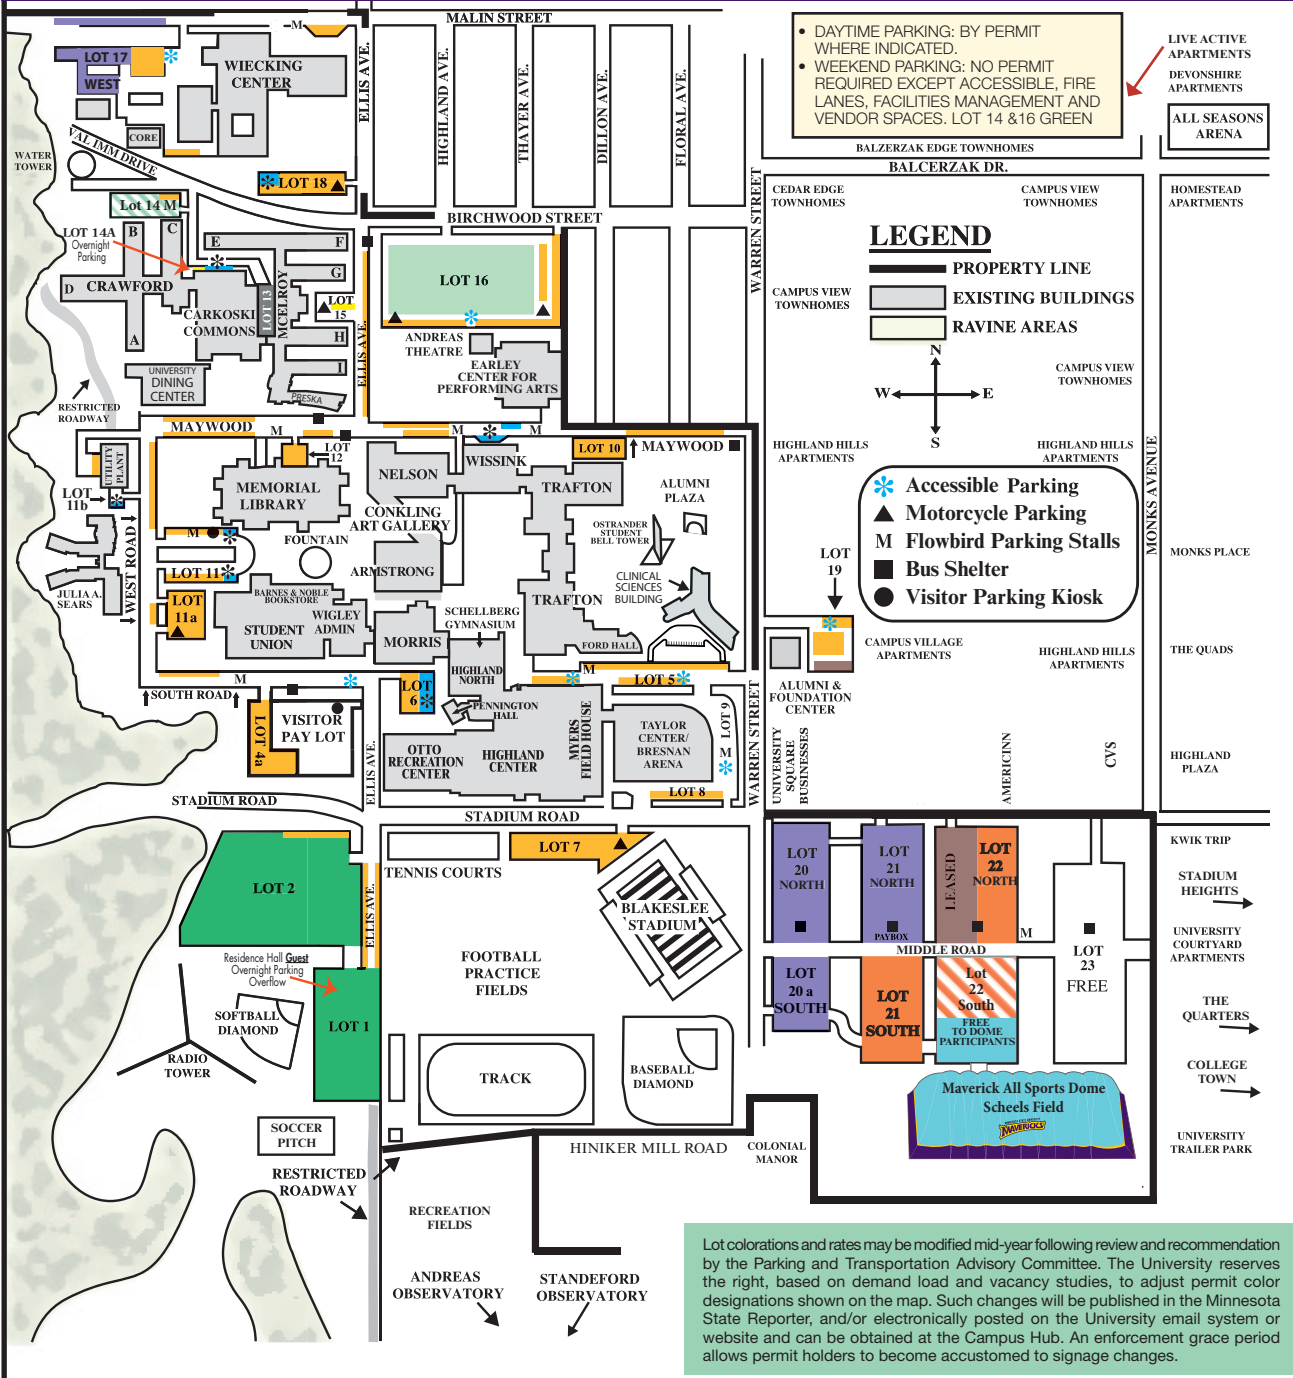 MALIN STREET
M
LOT 17
WEST
WIECKING
CENTER
ELLIS AVE.
HIGHLAND AVE.
THAYER AVE.
DILLON AVE.
FLORAL AVE.
• DAYTIME PARKING: BY PERMIT
WHERE INDICATED.
• WEEKEND PARKING: NO PERMIT
REQUIRED EXCEPT ACCESSIBLE, FIRE
LANES, FACILITIES MANAGEMENT AND
VENDOR SPACES. LOT 14 &16 GREEN
LIVE ACTIVE
APARTMENTS
DEVONSHIRE
APARTMENTS
ALL SEASONS
ARENA
CORE
VAL IMM DRIVE
WATER
TOWER
BALZERZAK EDGE TOWNHOMES
BALCERZAK DR.
LOT 18
WARREN STREET
CEDAR EDGE
TOWNHOMES
CAMPUS VIEW
TOWNHOMES
HOMESTEAD
APARTMENTS
Lot 14 M
BIRCHWOOD STREET
LOT 14A
Overnight
Parking
B
C
E
F
G
D
CRAWFORD
A
CARKOSKI
COMMONS
LOT 13
MCELROY
LOT
15
H
I
PRESKA
ELLIS AVE.
LOT 16
ANDREAS
THEATRE
EARLEY
CENTER FOR
PERFORMING ARTS
UNIVERSITY
DINING
CENTER
RESTRICTED
ROADWAY
LEGEND
PROPERTY LINE
EXISTING BUILDINGS
RAVINE AREAS
N
W
E
S
CAMPUS VIEW
TOWNHOMES
CAMPUS VIEW
TOWNHOMES
HIGHLAND HILLS
APARTMENTS
HIGHLAND HILLS
APARTMENTS
MONKS AVENUE
Accessible Parking
Motorcycle Parking
M Flowbird Parking Stalls
Bus Shelter
Visitor Parking Kiosk
MAYWOOD
M
M
M
LOT 10
MAYWOOD
LOT
12
UTILITY
PLANT
LOT
11b
MEMORIAL
LIBRARY
NELSON
WISSINK
TRAFTON
ALUMNI
PLAZA
CONKLING
ART GALLERY
OSTRANDER
STUDENT
BELL TOWER
M
FOUNTAIN
ARMSTRONG
CLINICAL
SCIENCES
BUILDING
LOT
19
MONKS PLACE
WEST ROAD
LOT 11
JULIA A.
SEARS
LOT
11a
BARNES & NOBLE
BOOKSTORE
WIGLEY
ADMIN
STUDENT
UNION
MORRIS
SCHELLBERG
GYMNASIUM
TRAFTON
FORD HALL
CAMPUS VILLAGE
APARTMENTS
HIGHLAND HILLS
APARTMENTS
THE QUADS
M
SOUTH ROAD
HIGHLAND
NORTH
M
LOT 5
LOT
6
PENNINGTON
HALL
ALUMNI &
FOUNDATION
CENTER
LOT 4a
VISITOR
PAY LOT
ELLIS AVE.
OTTO
RECREATION
CENTER
HIGHLAND
CENTER
MYERS
FIELD HOUSE
TAYLOR
CENTER/
BRESNAN
ARENA
LOT 9
M
LOT 8
WARREN STREET
UNIVERSITY
SQUARE
BUSINESSES
AMERICINN
CVS
HIGHLAND
PLAZA
STADIUM ROAD
STADIUM ROAD
LOT 7
TENNIS COURTS
LOT 2
ELLIS AVE.
BLAKESLEE
STADIUM
LOT
20
NORTH
LOT
21
NORTH
PAYBOX
LEASED
LOT
22
NORTH
M
KWIK TRIP
STADIUM
HEIGHTS
UNIVERSITY
COURTYARD
APARTMENTS
MIDDLE ROAD
LOT
23
FREE
Residence Hall Guest
Overnight Parking
Overflow
FOOTBALL
PRACTICE
FIELDS
LOT
20 a
SOUTH
LOT
21
SOUTH
Lot
22
South
FREE
TO DOME
PARTICIPANTS
THE
QUARTERS
SOFTBALL
DIAMOND
LOT 1
RADIO
TOWER
TRACK
BASEBALL
DIAMOND
COLLEGE
TOWN
Maverick All Sports Dome
Scheels Field
MAVERICKS
SOCCER
PITCH
RESTRICTED
ROADWAY
HINIKER MILL ROAD
COLONIAL
MANOR
UNIVERSITY
TRAILER PARK
RECREATION
FIELDS
ANDREAS
OBSERVATORY
STANDEFORD
OBSERVATORY
Lot colorations and rates may be modified mid-year following review and recommendation
by the Parking and Transportation Advisory Committee. The University reserves
the right, based on demand load and vacancy studies, to adjust permit color
designations shown on the map. Such changes will be published in the Minnesota
State Reporter, and/or electronically posted on the University email system or
website and can be obtained at the Campus Hub. An enforcement grace period
allows permit holders to become accustomed to signage changes.